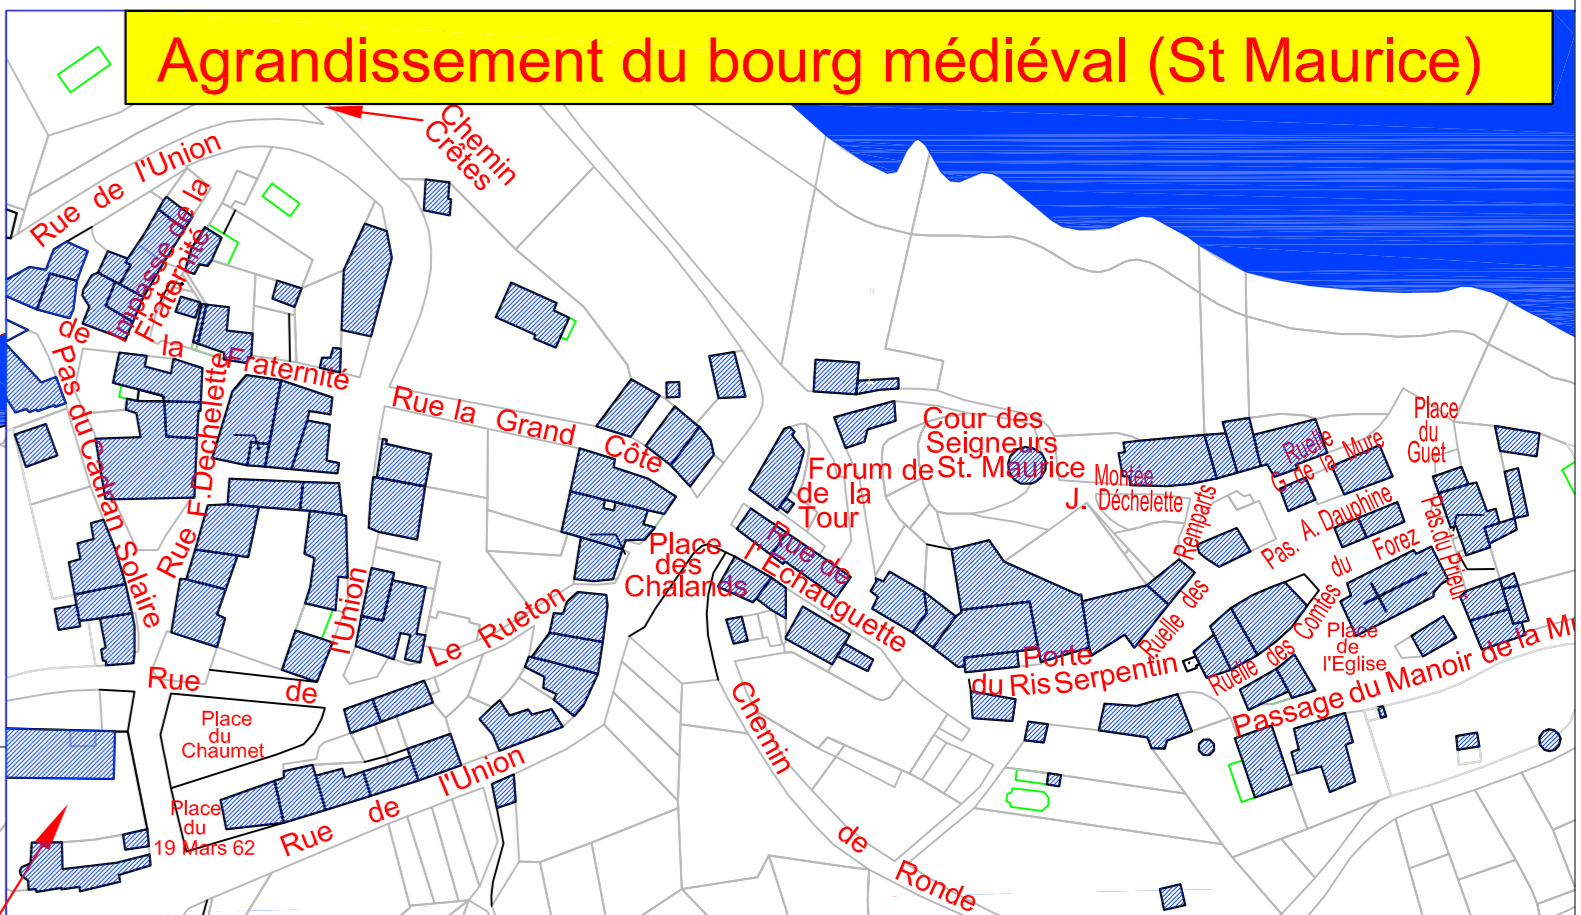 Agrandissement du bourg médiéval (St Maurice)
Chemin
Crêtes
Rue de l'Union
Impasse de la
Fraternité
de la Fraternité
Pas du Cadran Solaire
Rue F.Dechelette
Rue la Grand Côte
Cour des
Seigneurs
St. Maurice
Forum de
de la
Tour
Montée
J. Déchelette
Ruelle
G. de la Mure
Place
du
Guet
Pas. A. Dauphine
Pas.du Prieur
Ruelle des Remparts
Rue de
l'Echauguette
Place
des
Chalands
Le Rueton
Rue de l'Union
Porte
du Ris Serpentin
Ruelle des Comtes du Forez
Place
de
l'Eglise
Passage du Manoir de la Mu
Place
du
Chaumet
Place
du
19 Mars 62
Rue de l'Union
Chemin de Ronde